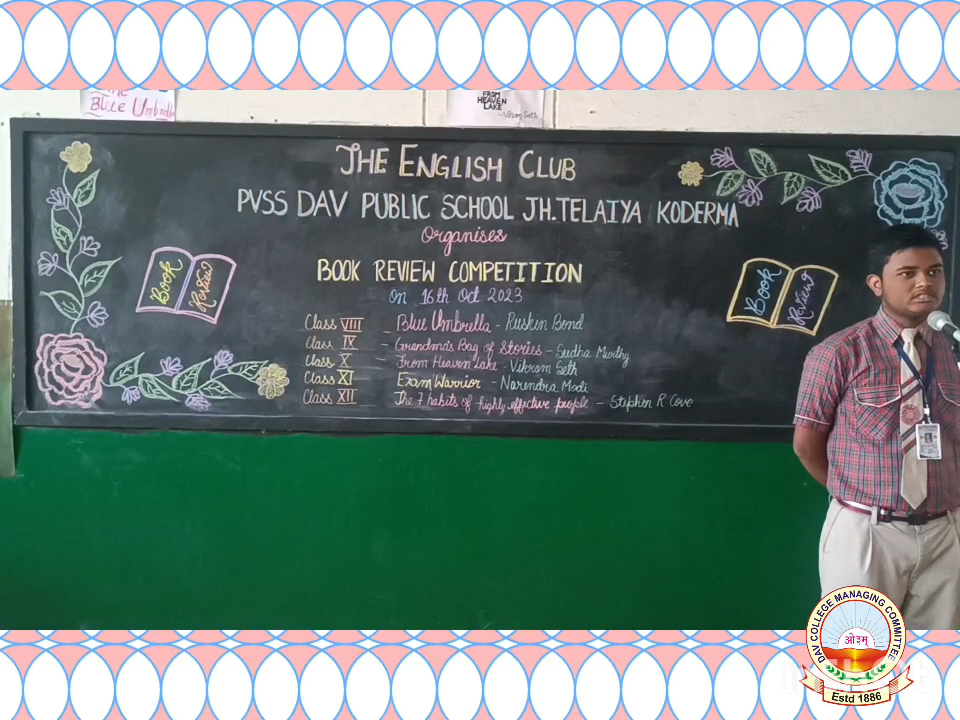 The
Blue Umbrella
FROM
HEAVEN
LAKE
-Vikram Seth
THE ENGLISH CLUB
PVSS DAV PUBLIC SCHOOL JH.TELAIYA KODERMA
Organises
BOOK REVIEW COMPETITION
On 16th Oct 2023
Class VIII - Blue Umbrella - Ruskin Bond
Class IX - Grandma's Bag of Stories - Sudha Murthy
Class X - From Heaven Lake - Vikram Seth
Class XI Exam Warrior - Narendra Modi
Class XII The 7 habits of highly effective people - Stephen R Cove
Book
Review
Book
Review
DAV COLLEGE MANAGING COMMITTEE
ओ३म्
Estd 1886